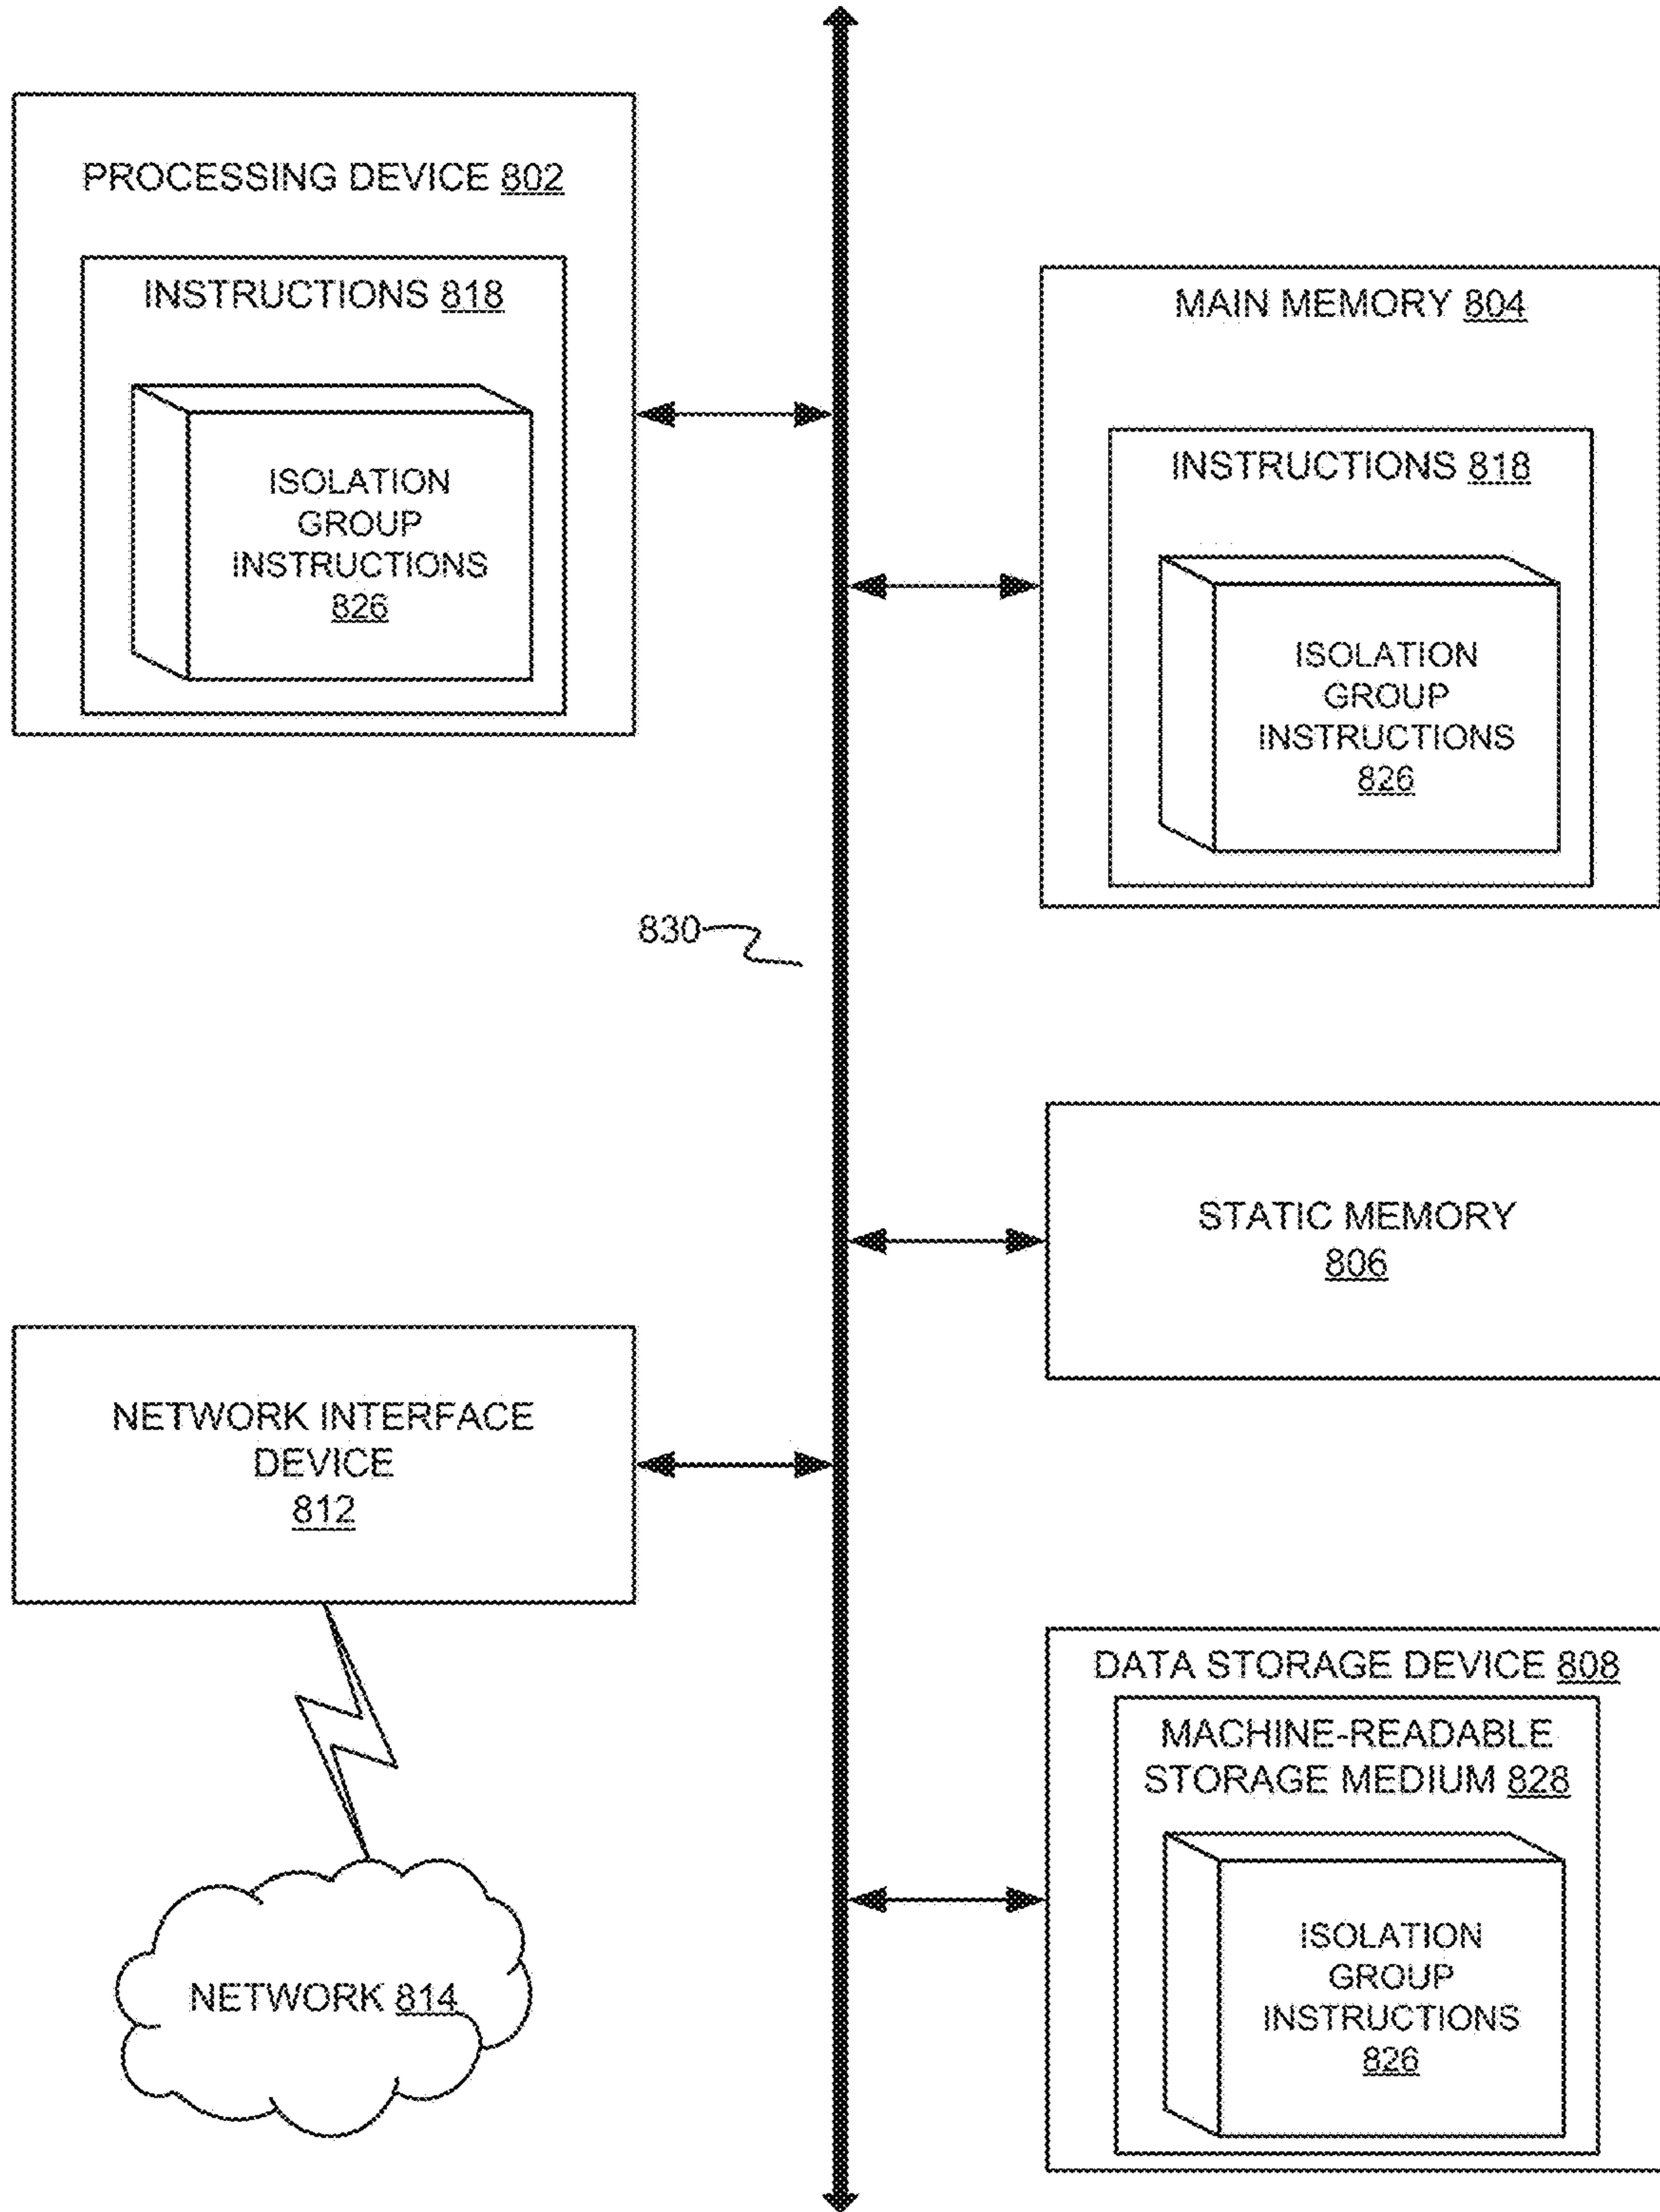 PROCESSING DEVICE 802
INSTRUCTIONS 818
ISOLATION
GROUP
INSTRUCTIONS
826
MAIN MEMORY 804
INSTRUCTIONS 818
ISOLATION
GROUP
INSTRUCTIONS
826
830
STATIC MEMORY
806
NETWORK INTERFACE
DEVICE
812
NETWORK 814
DATA STORAGE DEVICE 808
MACHINE-READABLE
STORAGE MEDIUM 828
ISOLATION
GROUP
INSTRUCTIONS
826